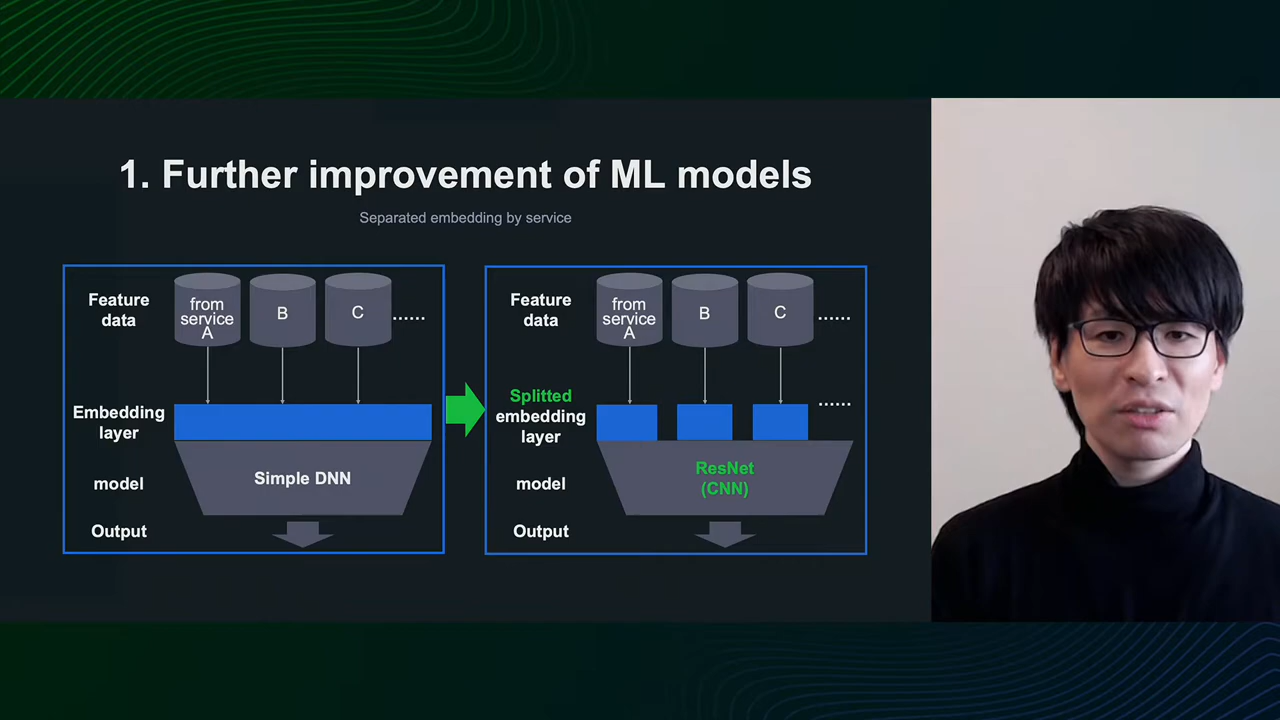 1. Further improvement of ML models
Separated embedding by service
Feature
data
from
service
A
B
C
......
Embedding
layer
model
Simple DNN
Output
Feature
data
from
service
A
B
C
......
Splitted
embedding
layer
......
model
ResNet
(CNN)
Output